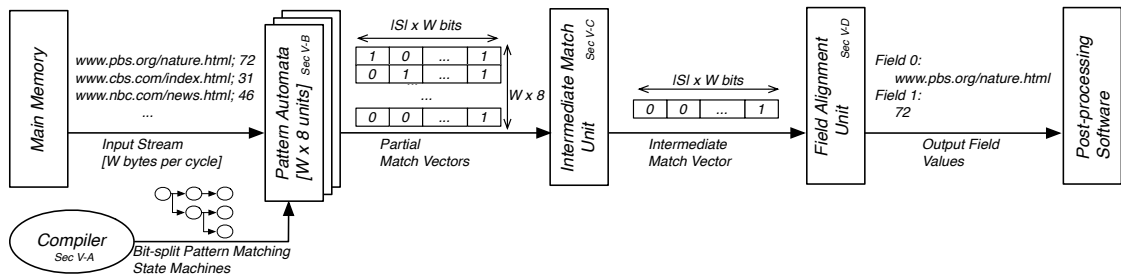 Main Memory
www.pbs.org/nature.html; 72
www.cbs.com/index.html; 31
www.nbc.com/news.html; 46
...
Input Stream
[W bytes per cycle]
Compiler
Sec V-A
Bit-split Pattern Matching
State Machines
Pattern Automata
[W x 8 units]
Sec V-B
|S| x W bits
1 0 ... 1
0 1 ... 1
...
...
0 0 ... 1
W x 8
Partial
Match Vectors
Intermediate Match
Unit
Sec V-C
|S| x W bits
0 0 ... 1
Intermediate
Match Vector
Field Alignment
Unit
Sec V-D
Field 0:
www.pbs.org/nature.html
Field 1:
72
Output Field
Values
Post-processing
Software